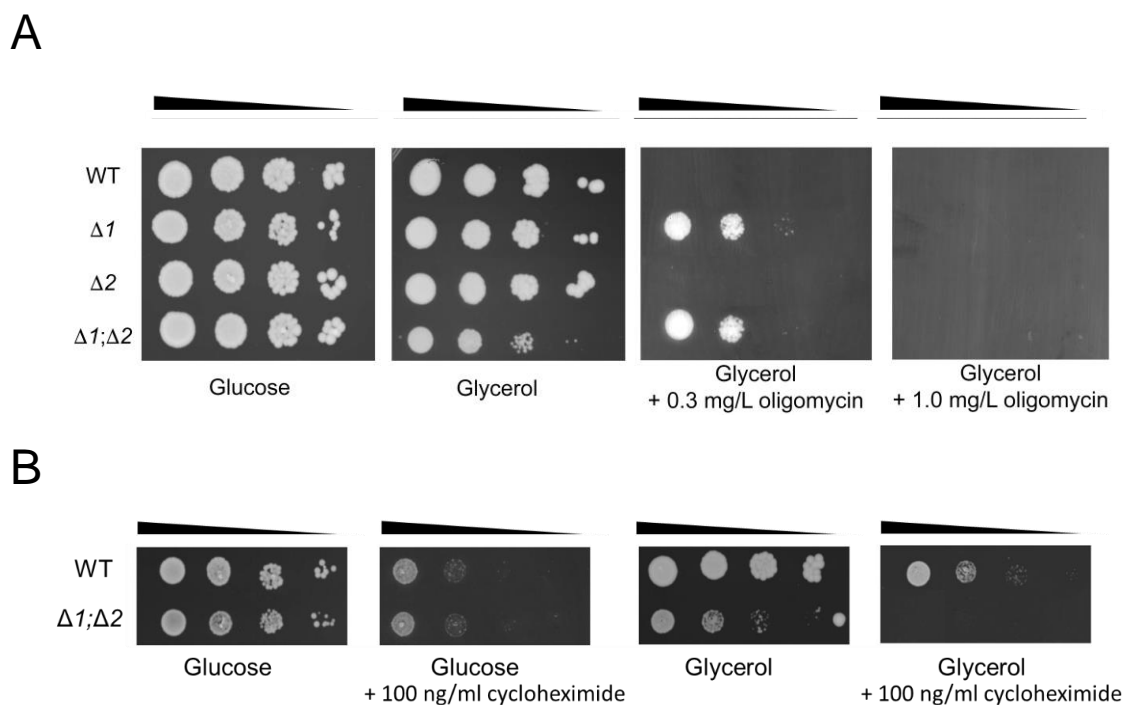 A
WT
Δ1
Δ2
Δ1;Δ2
Glucose
Glycerol
Glycerol
+ 0.3 mg/L oligomycin
Glycerol
+ 1.0 mg/L oligomycin
B
WT
Δ1;Δ2
Glucose
Glucose
+ 100 ng/ml cycloheximide
Glycerol
Glycerol
+ 100 ng/ml cycloheximide